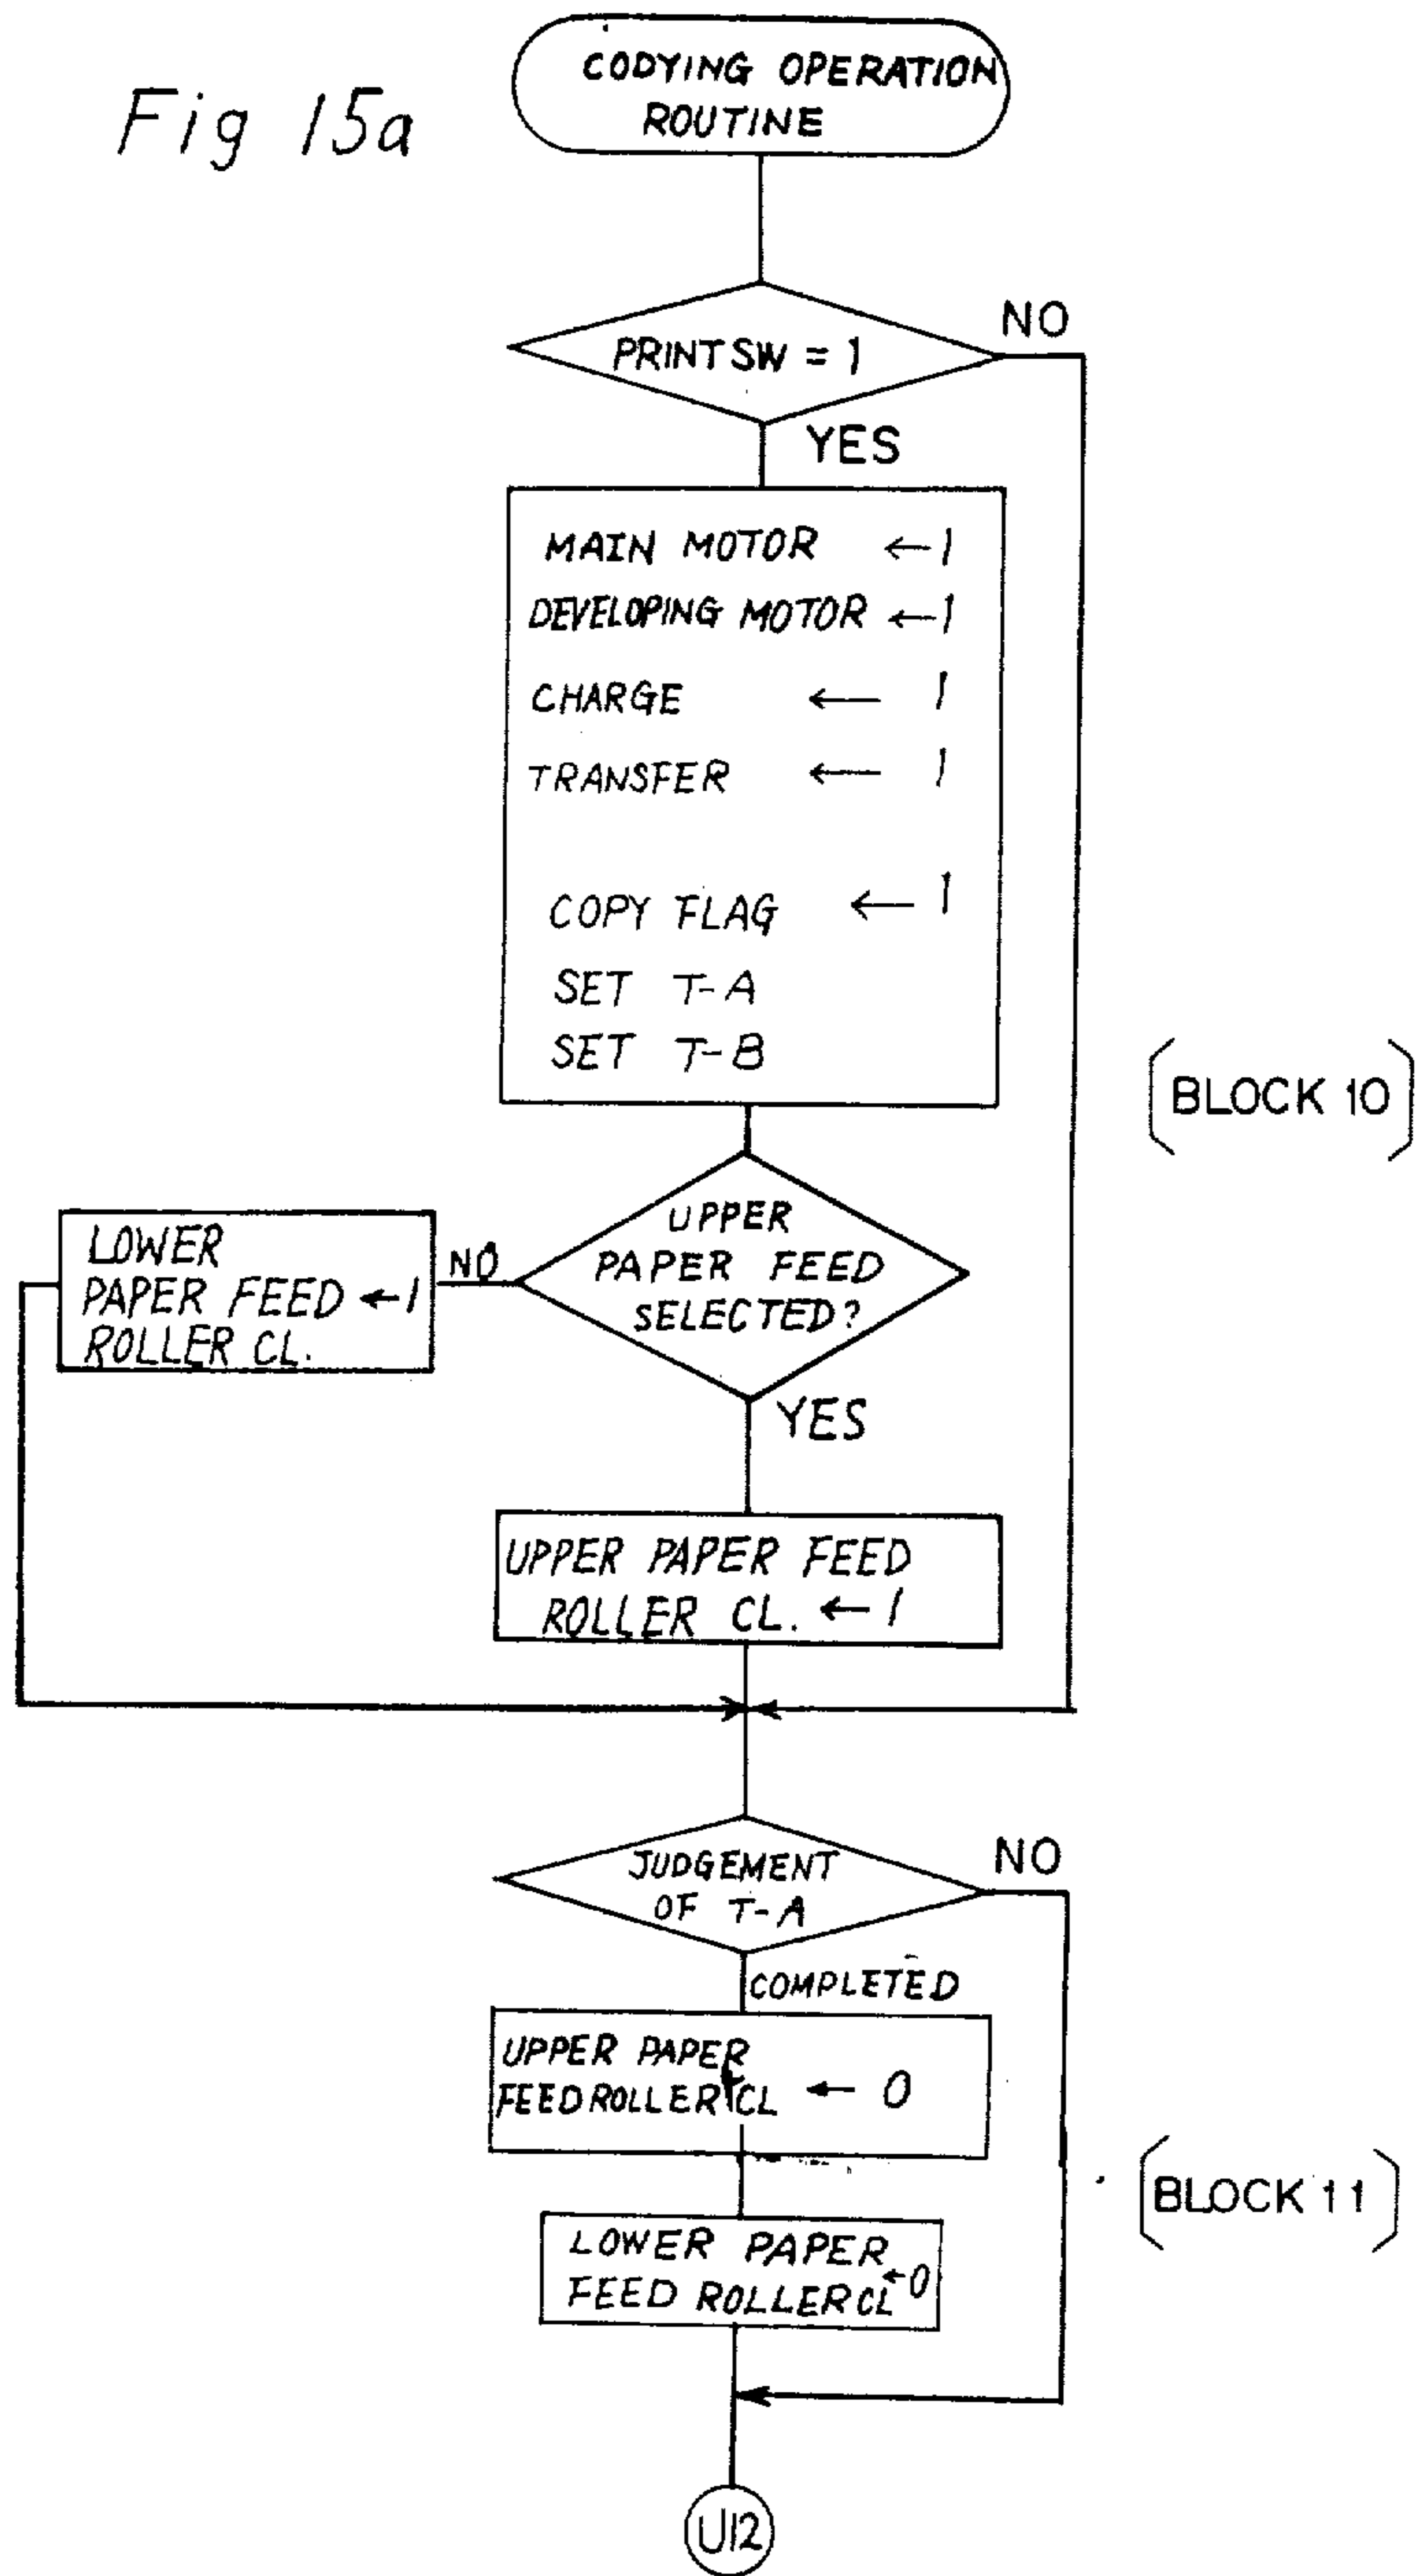 Fig 15a
CODYING OPERATION
ROUTINE
PRINT SW = 1
NO
YES
MAIN MOTOR ← 1
DEVELOPING MOTOR ← 1
CHARGE ← 1
TRANSFER ← 1
COPY FLAG ← 1
SET T-A
SET T-B
[BLOCK 10]
UPPER
PAPER FEED
SELECTED?
NO
LOWER
PAPER FEED ← 1
ROLLER CL.
YES
UPPER PAPER FEED
ROLLER CL. ← 1
JUDGEMENT
OF T-A
NO
COMPLETED
UPPER PAPER
FEED ROLLER CL ← 0
[BLOCK 11]
LOWER PAPER
FEED ROLLER CL ← 0
U12